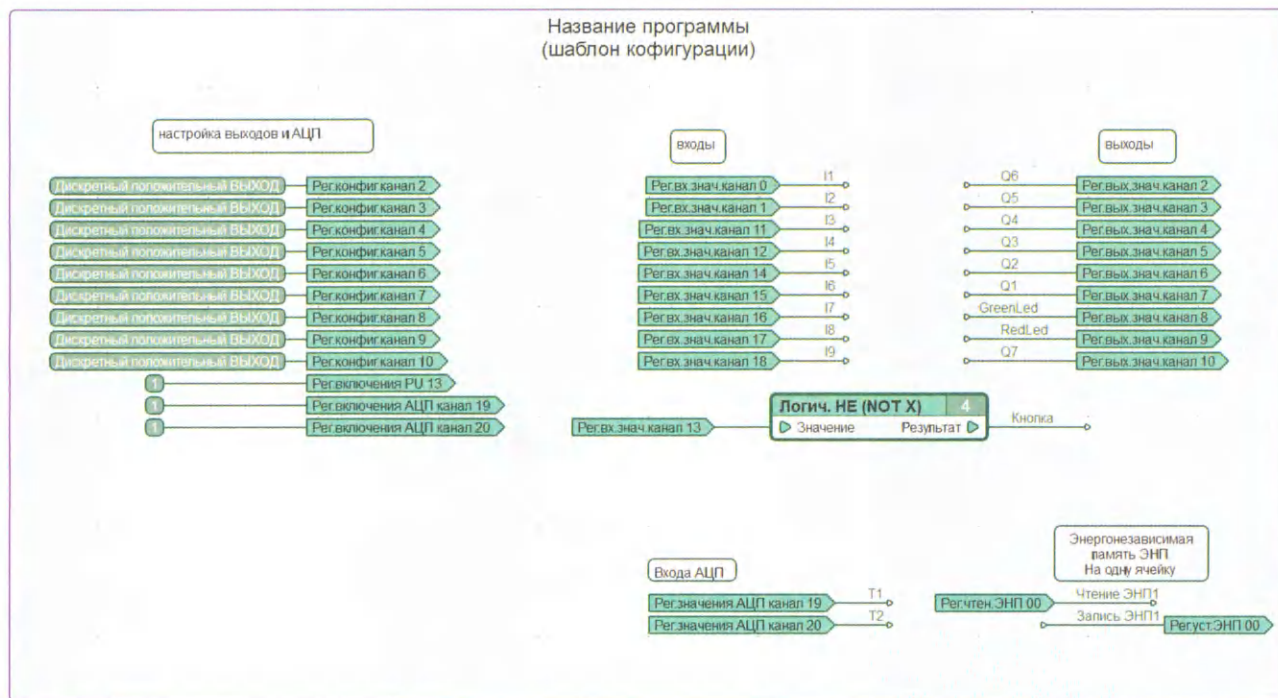 Название программы
(шаблон кофигурации)
настройка выходов и АЦП
Дискретный положительный ВЫХОД Рег.конфиг.канал 2
Дискретный положительный ВЫХОД Рег.конфиг.канал 3
Дискретный положительный ВЫХОД Рег.конфиг.канал 4
Дискретный положительный ВЫХОД Рег.конфиг.канал 5
Дискретный положительный ВЫХОД Рег.конфиг.канал 6
Дискретный положительный ВЫХОД Рег.конфиг.канал 7
Дискретный положительный ВЫХОД Рег.конфиг.канал 8
Дискретный положительный ВЫХОД Рег.конфиг.канал 9
Дискретный положительный ВЫХОД Рег.конфиг.канал 10
1 Рег.включения PU 13
1 Рег.включения АЦП канал 19
1 Рег.включения АЦП канал 20
входы
Рег.вх.знач.канал 0 I1
Рег.вх.знач.канал 1 I2
Рег.вх.знач.канал 11 I3
Рег.вх.знач.канал 12 I4
Рег.вх.знач.канал 14 I5
Рег.вх.знач.канал 15 I6
Рег.вх.знач.канал 16 I7
Рег.вх.знач.канал 17 I8
Рег.вх.знач.канал 18 I9
выходы
Q6 Рег.вых.знач.канал 2
Q5 Рег.вых.знач.канал 3
Q4 Рег.вых.знач.канал 4
Q3 Рег.вых.знач.канал 5
Q2 Рег.вых.знач.канал 6
Q1 Рег.вых.знач.канал 7
GreenLed Рег.вых.знач.канал 8
RedLed Рег.вых.знач.канал 9
Q7 Рег.вых.знач.канал 10
Логич. НЕ (NOT X) 4
Рег.вх.знач.канал 13 Значение Результат Кнопка
Входа АЦП
Рег.значения АЦП канал 19 T1
Рег.значения АЦП канал 20 T2
Энергонезависимая
память ЭНП
На одну ячейку
Рег.чтен.ЭНП 00 Чтение ЭНП1
Запись ЭНП1 Рег.уст.ЭНП 00